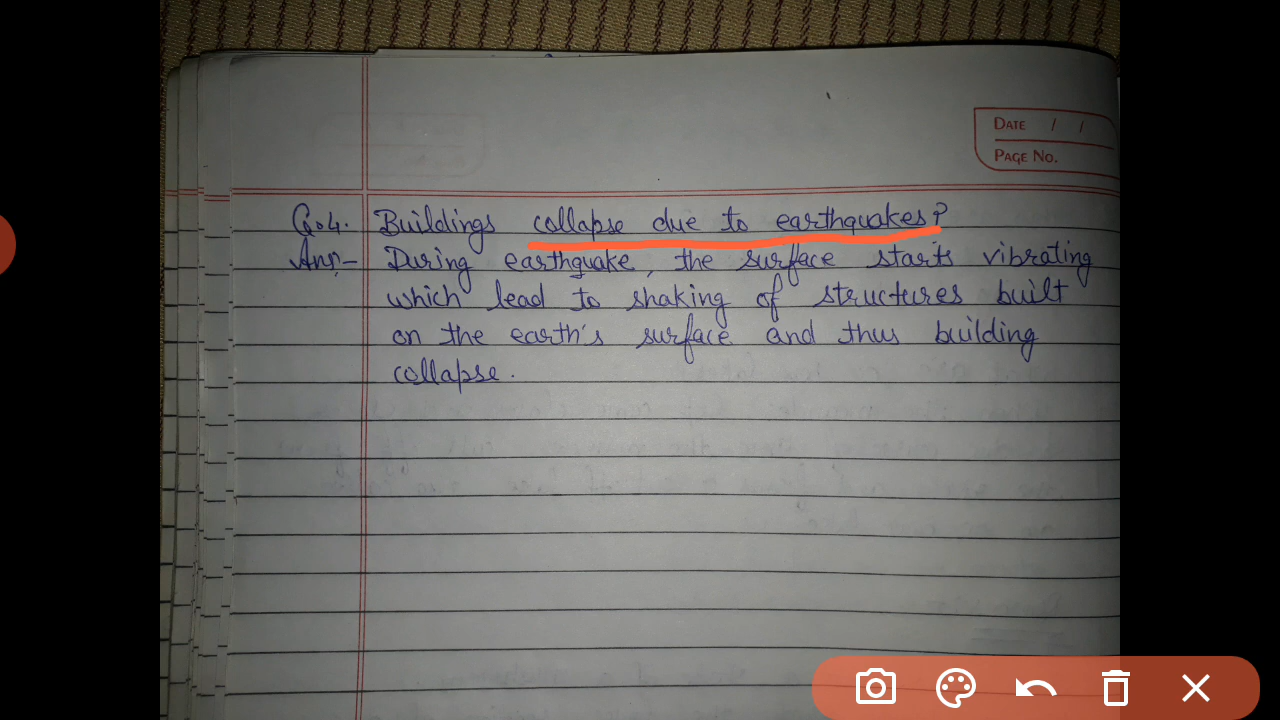 DATE / /
PAGE NO.
Q.4. Buildings collapse due to earthquakes?
Ans- During earthquake, the surface starts vibrating
which lead to shaking of structures built
on the earth's surface and thus building
collapse.